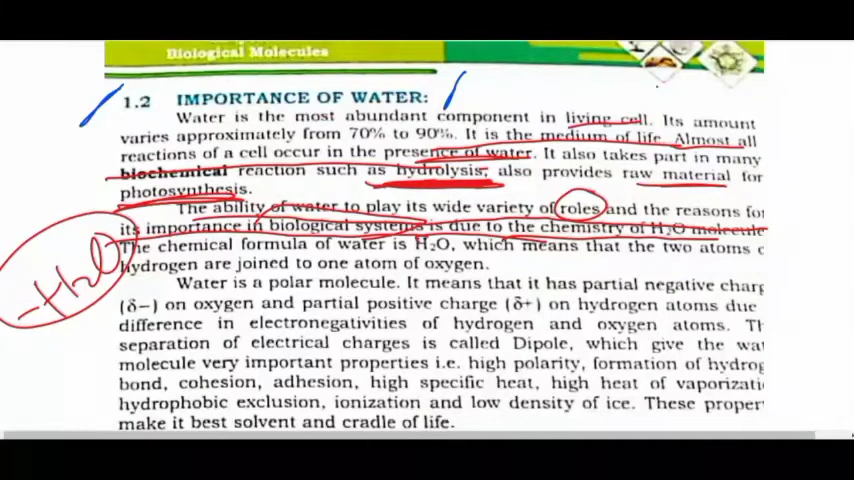 Biological Molecules
1.2 IMPORTANCE OF WATER:
Water is the most abundant component in living cell. Its amount
varies approximately from 70% to 90%. It is the medium of life. Almost all
reactions of a cell occur in the presence of water. It also takes part in many
biochemical reaction such as hydrolysis, also provides raw material for
photosynthesis.
The ability of water to play its wide variety of roles and the reasons for
its importance in biological systems is due to the chemistry of H₂O molecule
The chemical formula of water is H₂O, which means that the two atoms o
hydrogen are joined to one atom of oxygen.
-H2O
Water is a polar molecule. It means that it has partial negative charg
(δ−) on oxygen and partial positive charge (δ+) on hydrogen atoms due
difference in electronegativities of hydrogen and oxygen atoms. Th
separation of electrical charges is called Dipole, which give the wat
molecule very important properties i.e. high polarity, formation of hydrog
bond, cohesion, adhesion, high specific heat, high heat of vaporizatio
hydrophobic exclusion, ionization and low density of ice. These proper
make it best solvent and cradle of life.